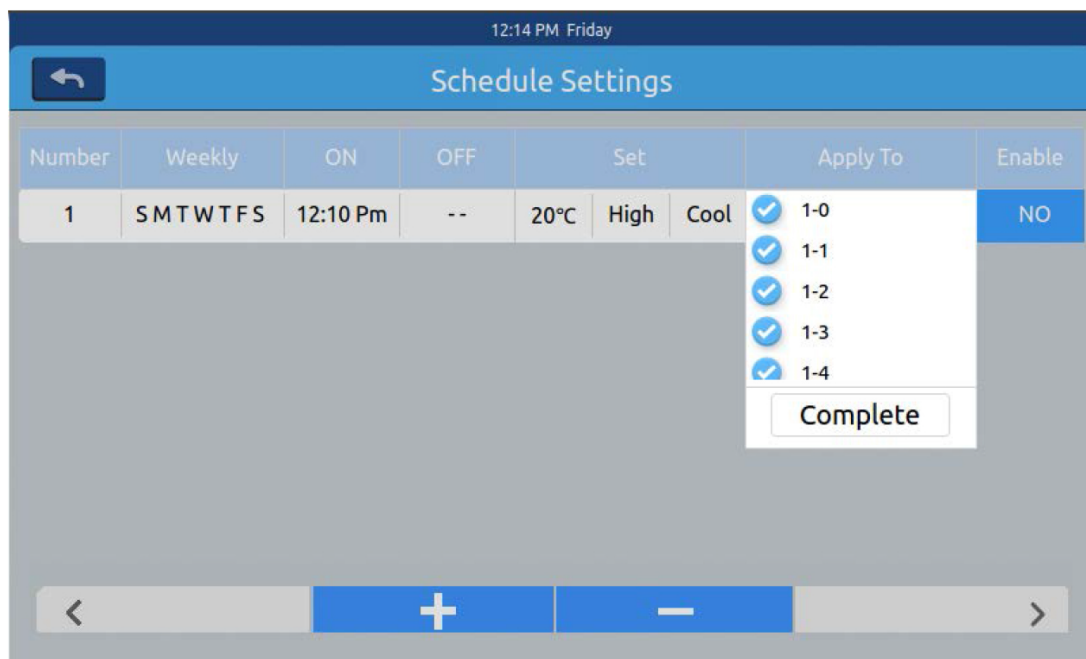 12:14 PM Friday
Schedule Settings
Number Weekly ON OFF Set Apply To Enable
1 S M T W T F S 12:10 Pm - - 20℃ High Cool 1-0 NO
1-1
1-2
1-3
1-4
Complete